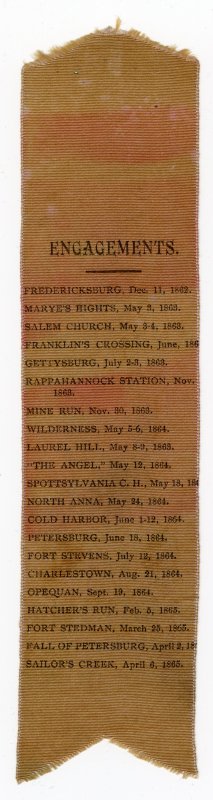 ENGAGEMENTS.
FREDERICKSBURG, Dec. 11, 1862.
MARYE'S HIGHTS, May 3, 1863.
SALEM CHURCH, May 3-4, 1863.
FRANKLIN'S CROSSING, June, 186
GETTYSBURG, July 2-3, 1863.
RAPPAHANNOCK STATION, Nov.
1863.
MINE RUN, Nov. 30, 1863.
WILDERNESS, May 5-6, 1864.
LAUREL HILL, May 8-9, 1863.
"THE ANGEL," May 12, 1864.
SPOTTSYLVANIA C. H., May 18, 186
NORTH ANNA, May 24, 1864.
COLD HARBOR, June 1-12, 1864.
PETERSBURG, June 18, 1864.
FORT STEVENS, July 12, 1864.
CHARLESTOWN, Aug. 21, 1864.
OPEQUAN, Sept. 19, 1864.
HATCHER'S RUN, Feb. 5, 1865.
FORT STEDMAN, March 25, 1865.
FALL OF PETERSBURG, April 2, 18
SAILOR'S CREEK, April 6, 1865.